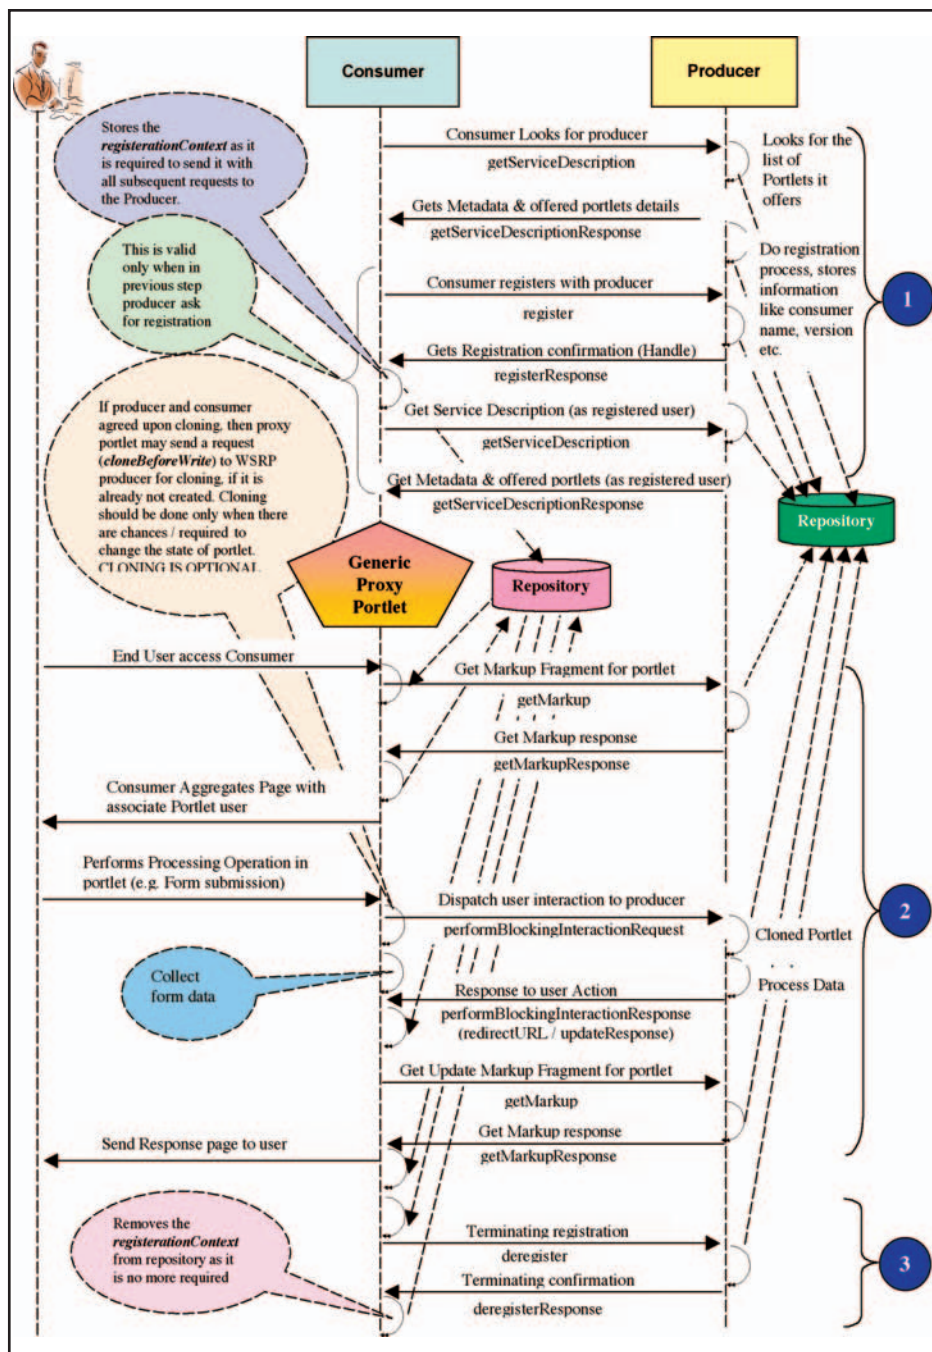 Consumer
Producer
Stores the
registerationContext as it
is required to send it with
all subsequent requests to
the Producer.
Consumer Looks for producer
getServiceDescription
Looks for the
list of
Portlets it
offers
Gets Metadata & offered portlets details
getServiceDescriptionResponse
This is valid
only when in
previous step
producer ask
for registration
Do registration
process, stores
information
like consumer
name, version
etc.
1
Consumer registers with producer
register
Gets Registration confirmation (Handle)
registerResponse
If producer and consumer
agreed upon cloning, then proxy
portlet may send a request
(cloneBeforeWrite) to WSRP
producer for cloning, if it is
already not created. Cloning
should be done only when there
are chances / required to
change the state of portlet.
CLONING IS OPTIONAL
Get Service Description (as registered user)
getServiceDescription
Get Metadata & offered portlets (as registered user)
getServiceDescriptionResponse
Repository
Generic
Proxy
Portlet
Repository
End User access Consumer
Get Markup Fragment for portlet
getMarkup
Get Markup response
getMarkupResponse
Consumer Aggregates Page with
associate Portlet user
Performs Processing Operation in
portlet (e.g. Form submission)
Dispatch user interaction to producer
performBlockingInteractionRequest
Cloned Portlet
2
Collect
form data
Process Data
Response to user Action
performBlockingInteractionResponse
(redirectURL / updateResponse)
Get Update Markup Fragment for portlet
getMarkup
Get Markup response
getMarkupResponse
Send Response page to user
Removes the
registerationContext
from repository as it
is no more required
Terminating registration
deregister
Terminating confirmation
deregisterResponse
3